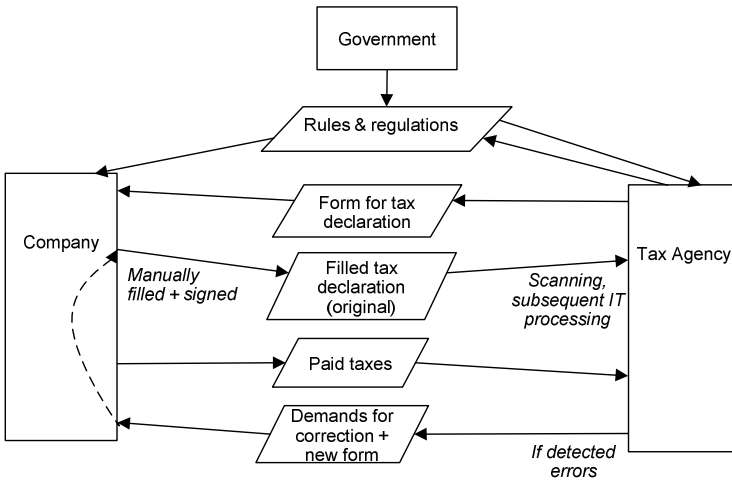 Government
Rules & regulations
Form for tax
declaration
Company
Tax Agency
Manually
filled + signed
Filled tax
declaration
(original)
Scanning,
subsequent IT
processing
Paid taxes
Demands for
correction +
new form
If detected
errors